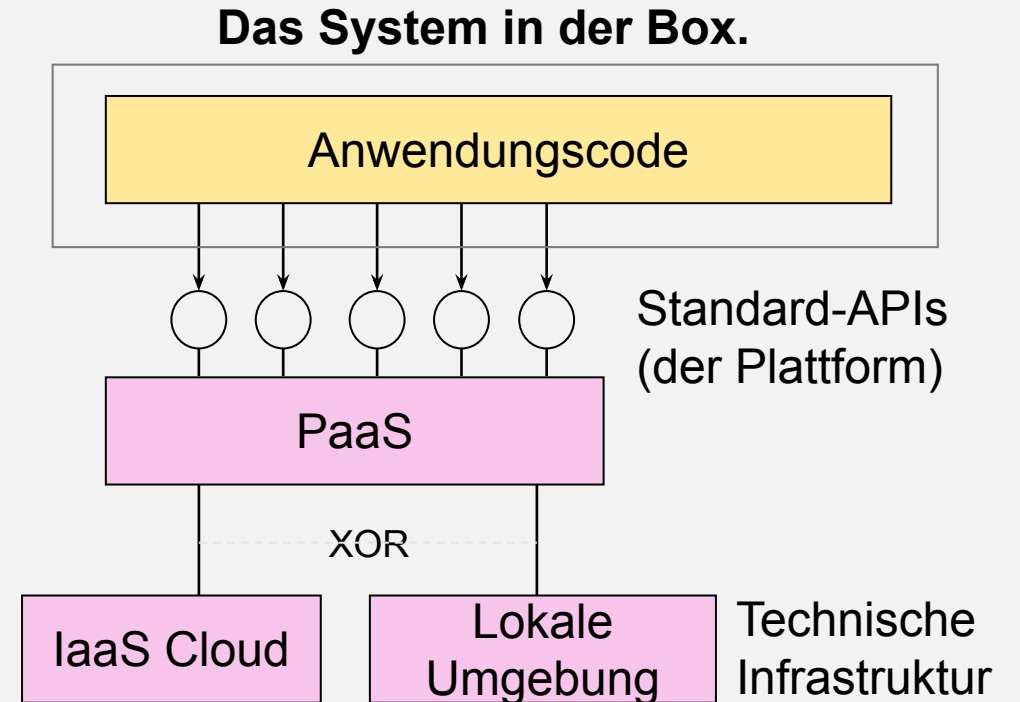 Das System in der Box.
Anwendungscode
Standard-APIs
(der Plattform)
PaaS
XOR
IaaS Cloud
Lokale
Umgebung
Technische
Infrastruktur